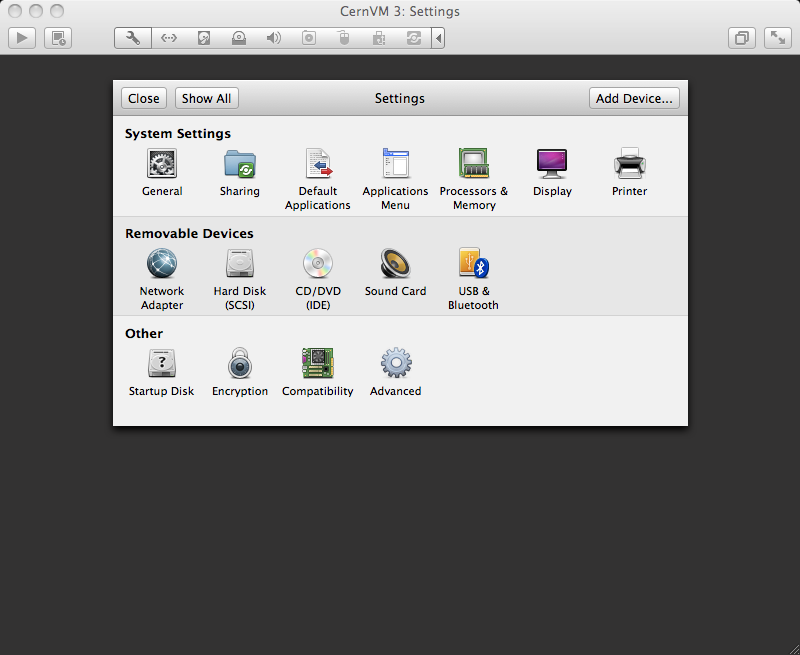 CernVM 3: Settings
Close
Show All
Settings
Add Device...
System Settings
General
Sharing
Default
Applications
Applications
Menu
Processors &
Memory
Display
Printer
Removable Devices
Network
Adapter
Hard Disk
(SCSI)
CD/DVD
(IDE)
Sound Card
USB &
Bluetooth
Other
?
Startup Disk
Encryption
Compatibility
Advanced